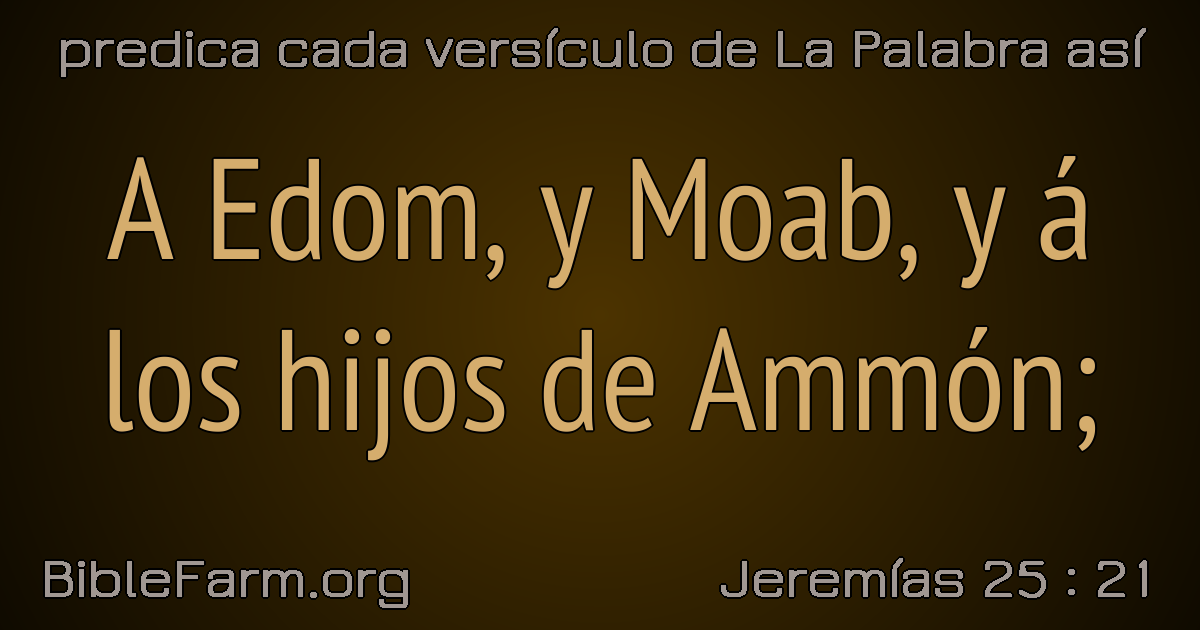 predica cada versículo de La Palabra así
A Edom, y Moab, y á
los hijos de Ammón;
BibleFarm.org
Jeremías 25 : 21